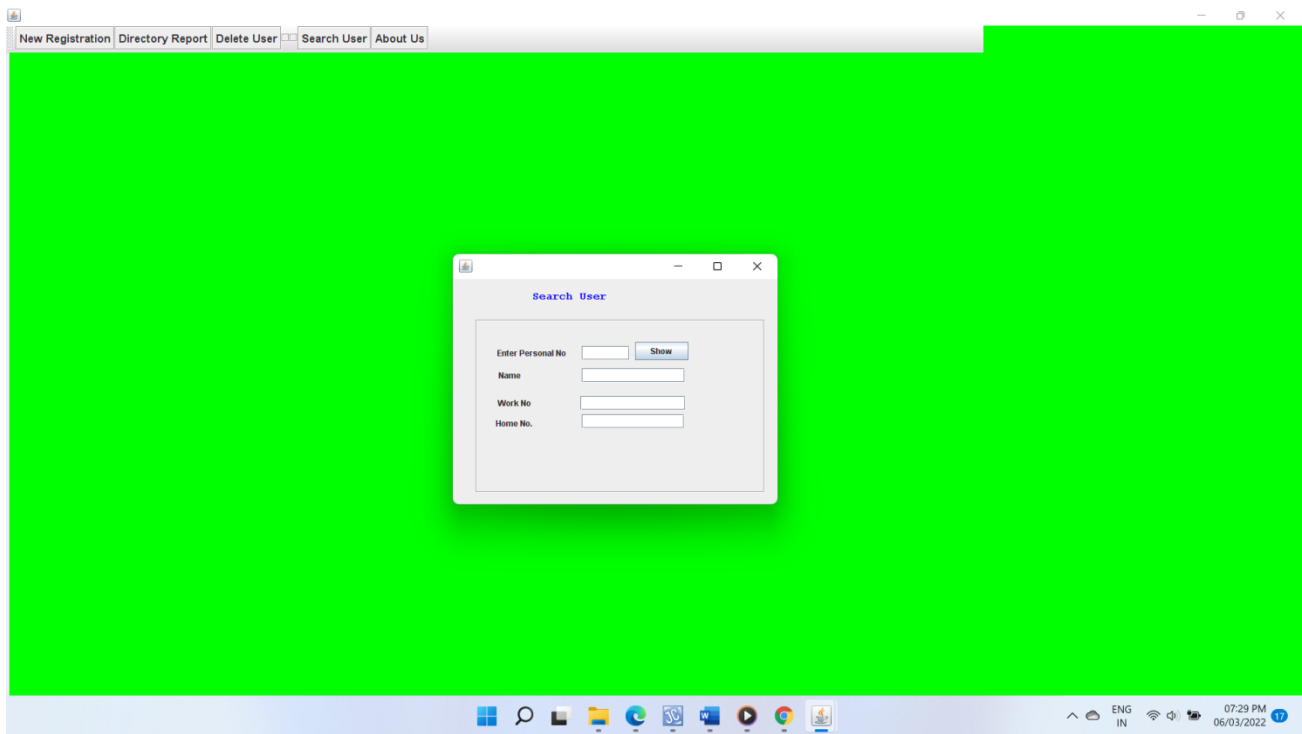 New Registration Directory Report Delete User Search User About Us
Search User
Enter Personal No Show
Name
Work No
Home No.
ENG
IN
07:29 PM
06/03/2022
17